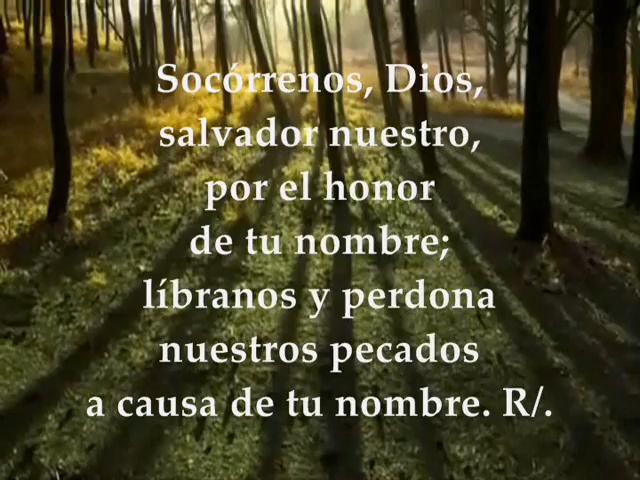 Socórrenos, Dios,
salvador nuestro,
por el honor
de tu nombre;
líbranos y perdona
nuestros pecados
a causa de tu nombre. R/.